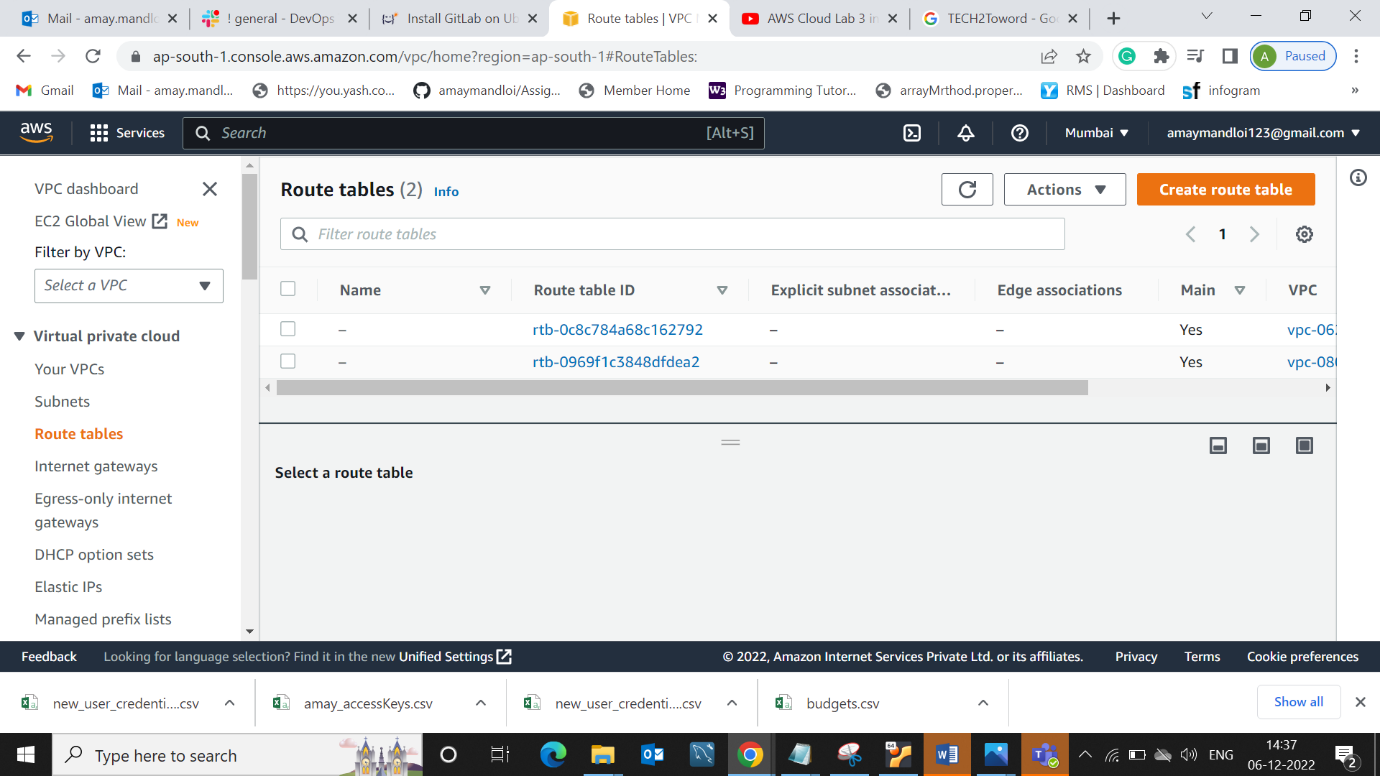 Mail - amay.mandlo
! general - DevOps
Install GitLab on Ub
Route tables | VPC
AWS Cloud Lab 3 in
TECH2Toword - Go
ap-south-1.console.aws.amazon.com/vpc/home?region=ap-south-1#RouteTables:
A Paused
Gmail
Mail - amay.mandl...
https://you.yash.co...
amaymandloi/Assig...
Member Home
Programming Tutor...
arrayMrthod.proper...
RMS | Dashboard
infogram
aws
Services
Search
[Alt+S]
Mumbai
amaymandloi123@gmail.com
VPC dashboard
EC2 Global View New
Filter by VPC:
Select a VPC
Virtual private cloud
Your VPCs
Subnets
Route tables
Internet gateways
Egress-only internet
gateways
DHCP option sets
Elastic IPs
Managed prefix lists
Route tables (2) Info
Actions
Create route table
Filter route tables
1
Name Route table ID Explicit subnet associat... Edge associations Main VPC
– rtb-0c8c784a68c162792 – – Yes vpc-06
– rtb-0969f1c3848dfdea2 – – Yes vpc-08
Select a route table
Feedback
Looking for language selection? Find it in the new Unified Settings
© 2022, Amazon Internet Services Private Ltd. or its affiliates.
Privacy
Terms
Cookie preferences
new_user_credenti....csv
amay_accessKeys.csv
new_user_credenti....csv
budgets.csv
Show all
Type here to search
ENG
14:37
06-12-2022
2